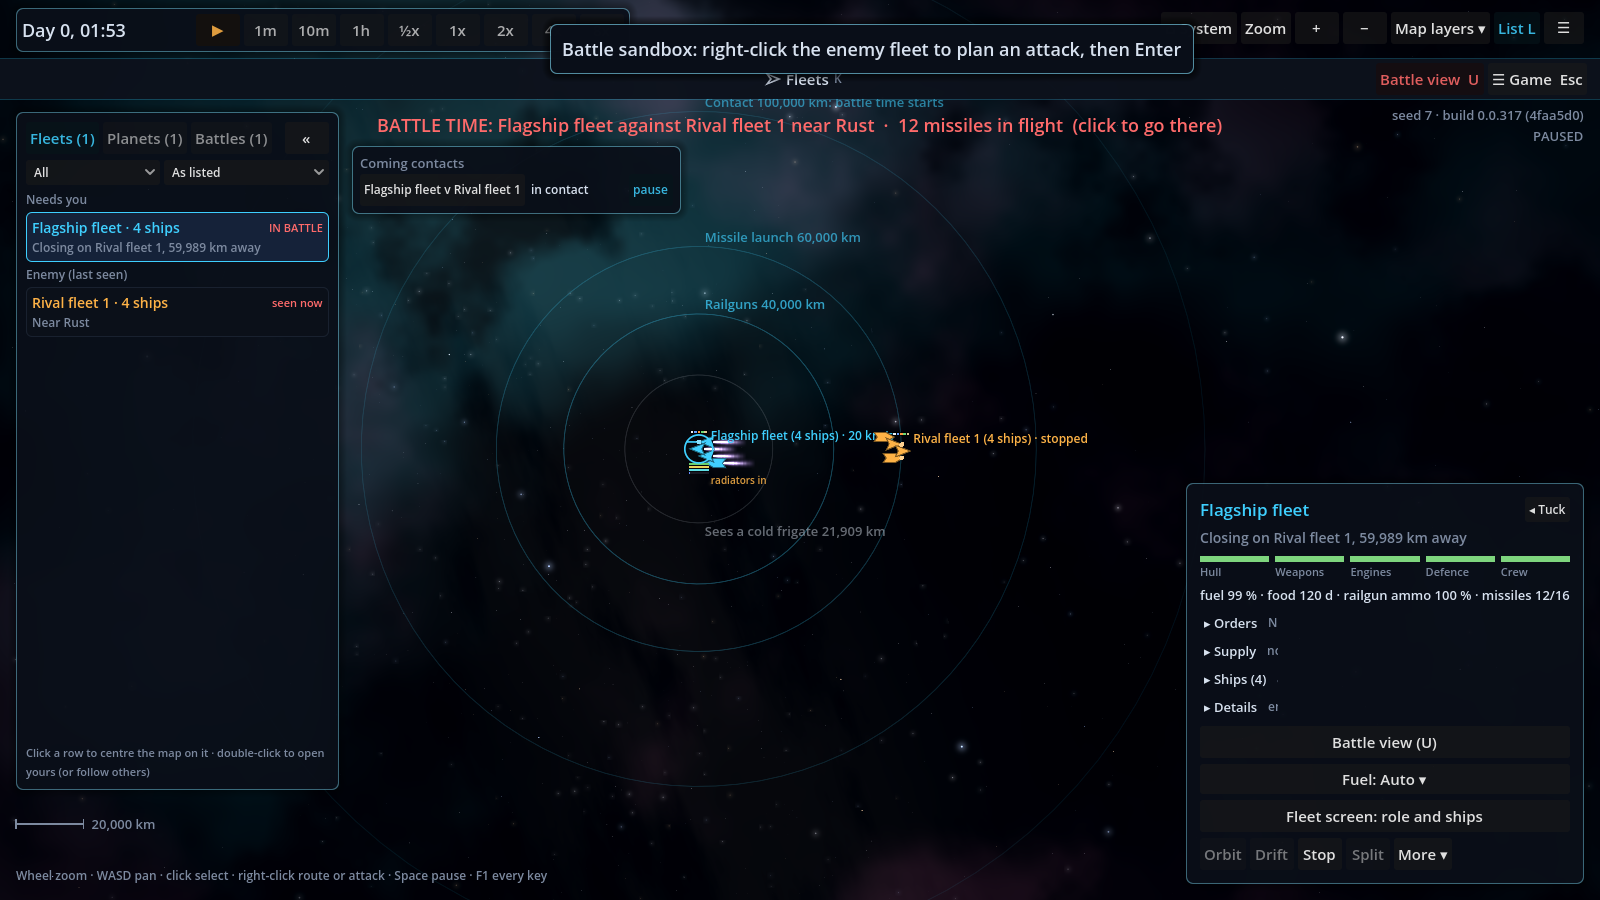 Day 0, 01:53
▶ 1m 10m 1h ½x 1x 2x
Battle sandbox: right-click the enemy fleet to plan an attack, then Enter
Zoom + − Map layers ▾ List L ☰
Fleets K
Battle view U ☰ Game Esc
Contact 100,000 km: battle time starts
BATTLE TIME: Flagship fleet against Rival fleet 1 near Rust · 12 missiles in flight (click to go there)
seed 7 · build 0.0.317 (4faa5d0)
PAUSED
Fleets (1) Planets (1) Battles (1) «
All As listed
Needs you
Flagship fleet · 4 ships IN BATTLE
Closing on Rival fleet 1, 59,989 km away
Enemy (last seen)
Rival fleet 1 · 4 ships seen now
Near Rust
Click a row to centre the map on it · double-click to open
yours (or follow others)
Coming contacts
Flagship fleet v Rival fleet 1 in contact pause
Missile launch 60,000 km
Railguns 40,000 km
Flagship fleet (4 ships) · 20
Rival fleet 1 (4 ships) · stopped
radiators in
Sees a cold frigate 21,909 km
Flagship fleet ◂ Tuck
Closing on Rival fleet 1, 59,989 km away
Hull Weapons Engines Defence Crew
fuel 99 % · food 120 d · railgun ammo 100 % · missiles 12/16
▸ Orders N
▸ Supply
▸ Ships (4)
▸ Details
Battle view (U)
Fuel: Auto ▾
Fleet screen: role and ships
Orbit Drift Stop Split More ▾
20,000 km
Wheel zoom · WASD pan · click select · right-click route or attack · Space pause · F1 every key